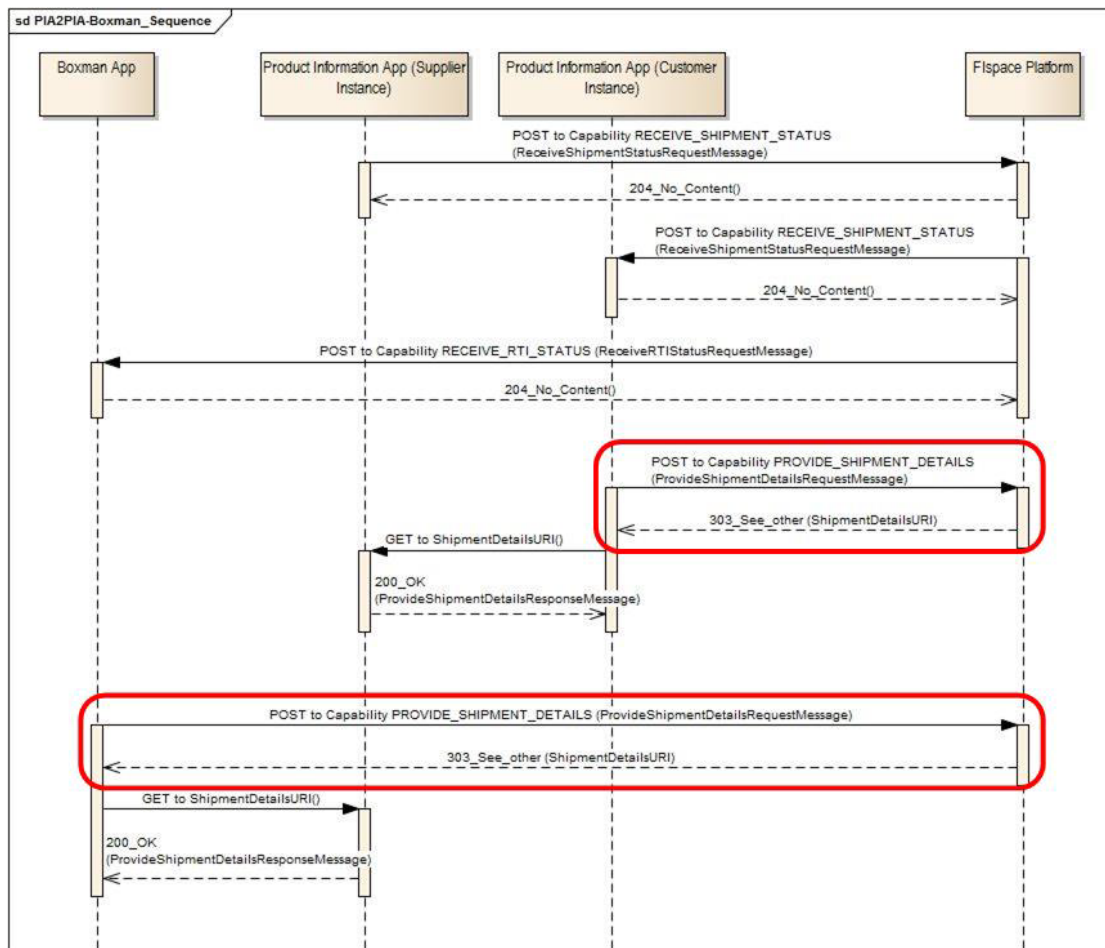 sd PIA2PIA-Boxman_Sequence
Boxman App
Product Information App (Supplier
Instance)
Product Information App (Customer
Instance)
FIspace Platform
POST to Capability RECEIVE_SHIPMENT_STATUS
(ReceiveShipmentStatusRequestMessage)
204_No_Content()
POST to Capability RECEIVE_SHIPMENT_STATUS
(ReceiveShipmentStatusRequestMessage)
204_No_Content()
POST to Capability RECEIVE_RTI_STATUS (ReceiveRTIStatusRequestMessage)
204_No_Content()
POST to Capability PROVIDE_SHIPMENT_DETAILS
(ProvideShipmentDetailsRequestMessage)
303_See_other (ShipmentDetailsURI)
GET to ShipmentDetailsURI()
200_OK
(ProvideShipmentDetailsResponseMessage)
POST to Capability PROVIDE_SHIPMENT_DETAILS (ProvideShipmentDetailsRequestMessage)
303_See_other (ShipmentDetailsURI)
GET to ShipmentDetailsURI()
200_OK
(ProvideShipmentDetailsResponseMessage)